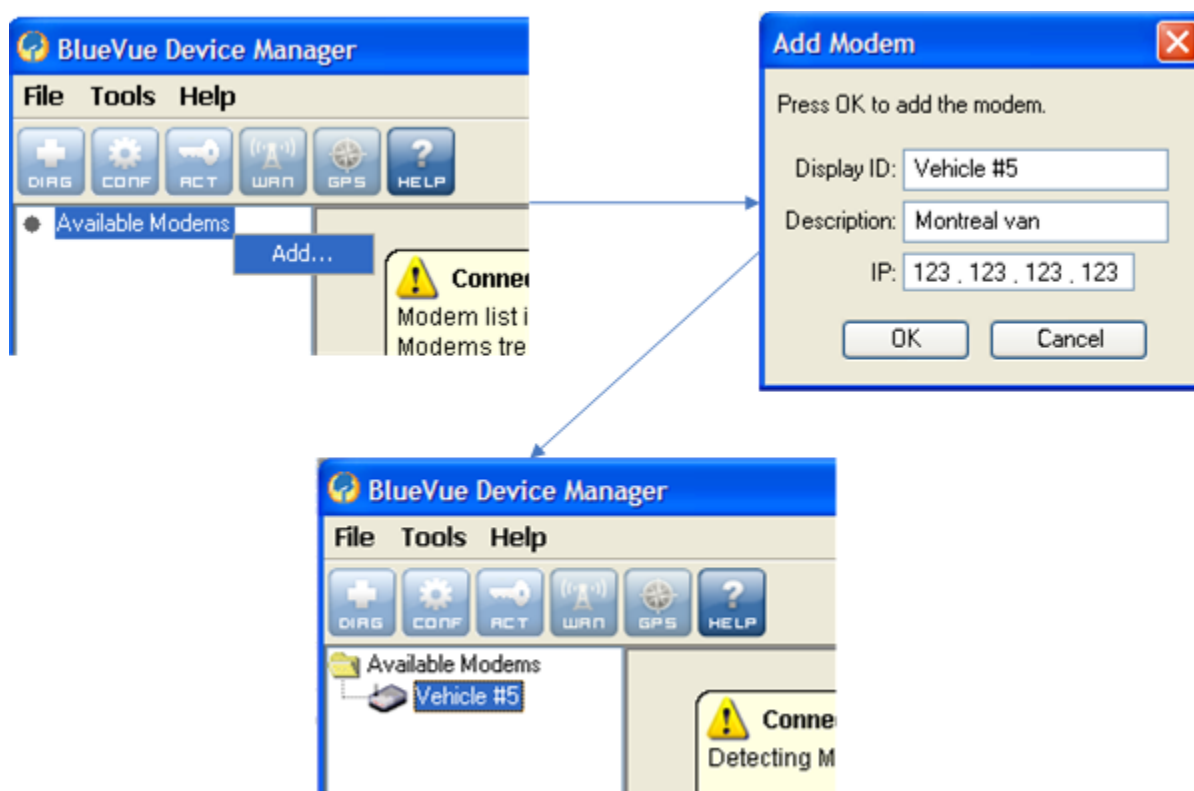 BlueVue Device Manager
File Tools Help
DIAG CONF ACT WAN GPS HELP
Available Modems
Add...
Modem list
Modems
Add Modem
Press OK to add the modem.
Display ID: Vehicle #5
Description: Montreal van
IP: 123 . 123 . 123 . 123
OK Cancel
BlueVue Device Manager
File Tools Help
DIAG CONF ACT WAN GPS HELP
Available Modems
Vehicle #5
Detecting